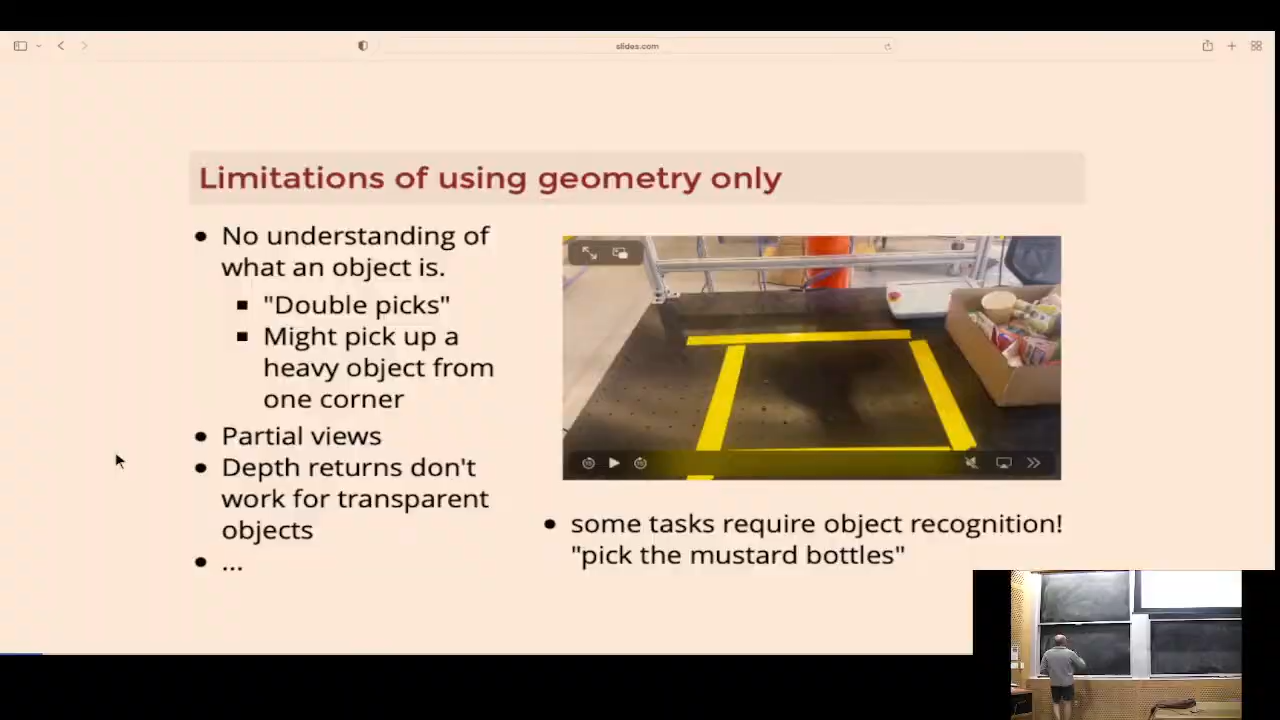 slides.com
Limitations of using geometry only
• No understanding of
what an object is.
▪ "Double picks"
▪ Might pick up a
heavy object from
one corner
• Partial views
• Depth returns don't
work for transparent
objects
• ...
• some tasks require object recognition!
"pick the mustard bottles"